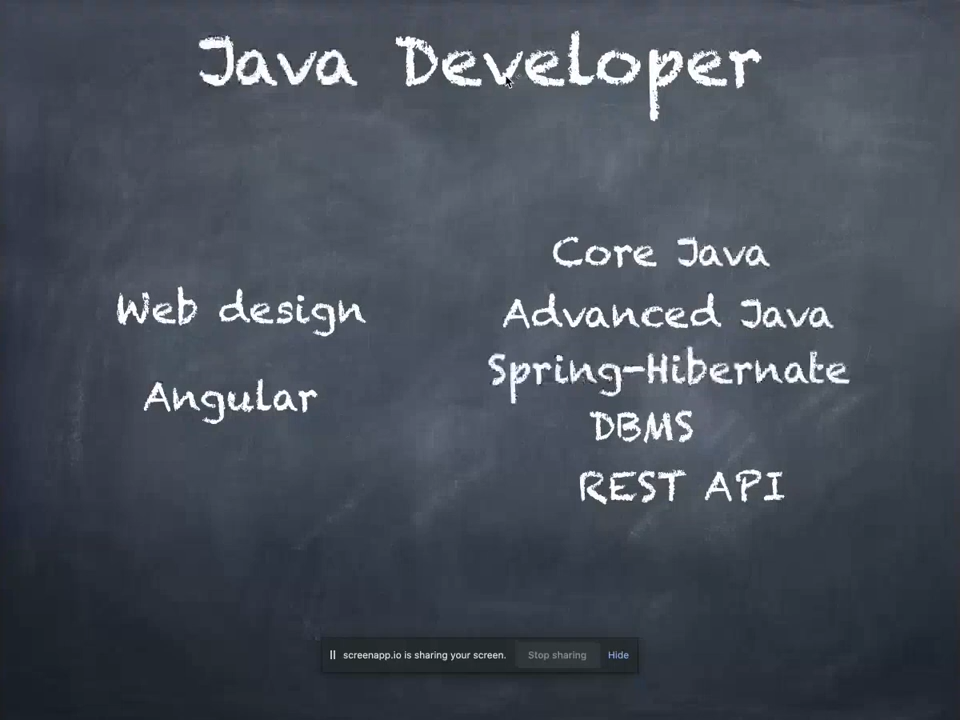 Java Developer
Web design
Angular
Core Java
Advanced Java
Spring-Hibernate
DBMS
REST API
screenapp.io is sharing your screen. Stop sharing Hide